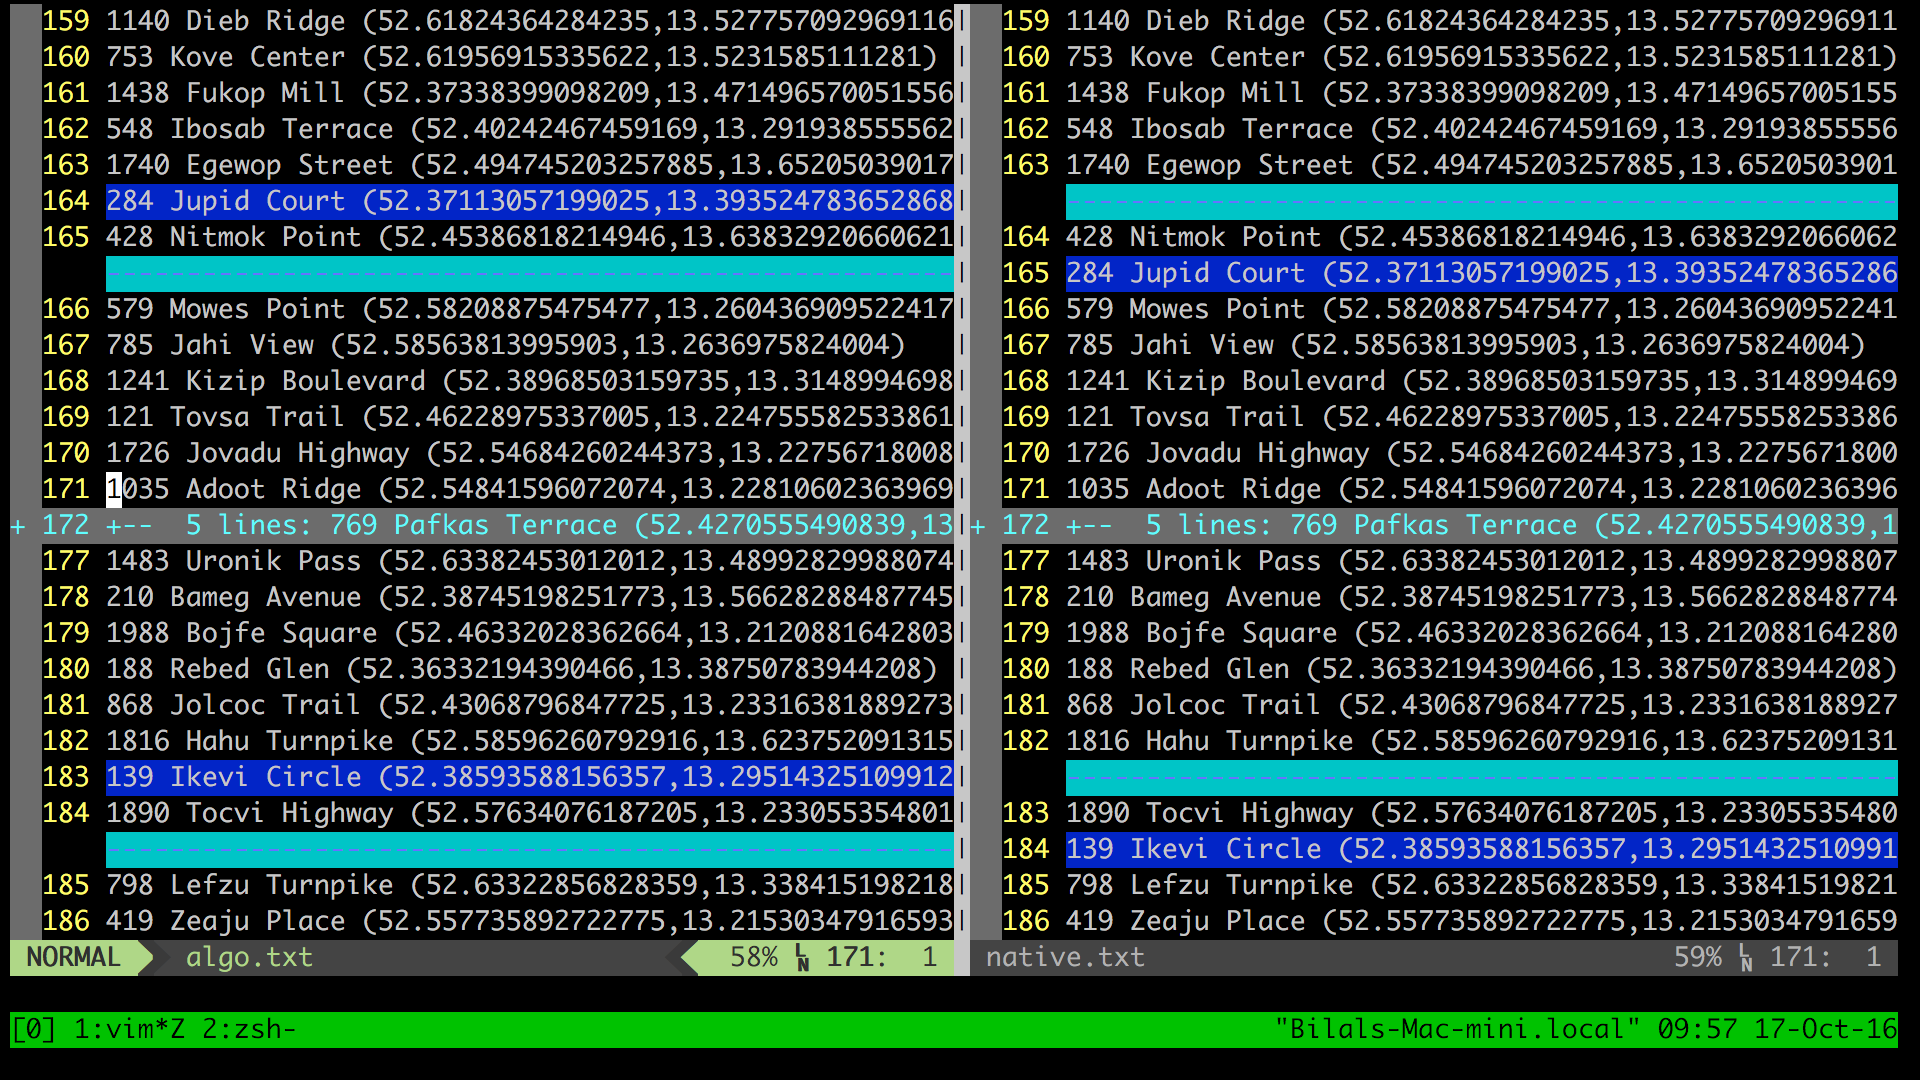 159 1140 Dieb Ridge (52.61824364284235,13.527757092969116
160 753 Kove Center (52.61956915335622,13.5231585111281)
161 1438 Fukop Mill (52.37338399098209,13.471496570051556
162 548 Ibosab Terrace (52.40242467459169,13.291938555562
163 1740 Egewop Street (52.494745203257885,13.65205039017
164 284 Jupid Court (52.37113057199025,13.393524783652868
165 428 Nitmok Point (52.45386818214946,13.63832920660621
166 579 Mowes Point (52.58208875475477,13.260436909522417
167 785 Jahi View (52.58563813995903,13.2636975824004)
168 1241 Kizip Boulevard (52.38968503159735,13.3148994698
169 121 Tovsa Trail (52.46228975337005,13.224755582533861
170 1726 Jovadu Highway (52.54684260244373,13.22756718008
171 1035 Adoot Ridge (52.54841596072074,13.22810602363969
+ 172 +-- 5 lines: 769 Pafkas Terrace (52.4270555490839,13
177 1483 Uronik Pass (52.63382453012012,13.48992829988074
178 210 Bameg Avenue (52.38745198251773,13.56628288487745
179 1988 Bojfe Square (52.46332028362664,13.2120881642803
180 188 Rebed Glen (52.36332194390466,13.38750783944208)
181 868 Jolcoc Trail (52.43068796847725,13.23316381889273
182 1816 Hahu Turnpike (52.58596260792916,13.623752091315
183 139 Ikevi Circle (52.38593588156357,13.29514325109912
184 1890 Tocvi Highway (52.57634076187205,13.233055354801
185 798 Lefzu Turnpike (52.63322856828359,13.338415198218
186 419 Zeaju Place (52.557735892722775,13.21530347916593
NORMAL algo.txt 58% LN 171: 1
159 1140 Dieb Ridge (52.61824364284235,13.52775709296911
160 753 Kove Center (52.61956915335622,13.5231585111281)
161 1438 Fukop Mill (52.37338399098209,13.47149657005155
162 548 Ibosab Terrace (52.40242467459169,13.29193855556
163 1740 Egewop Street (52.494745203257885,13.6520503901
164 428 Nitmok Point (52.45386818214946,13.6383292066062
165 284 Jupid Court (52.37113057199025,13.39352478365286
166 579 Mowes Point (52.58208875475477,13.26043690952241
167 785 Jahi View (52.58563813995903,13.2636975824004)
168 1241 Kizip Boulevard (52.38968503159735,13.314899469
169 121 Tovsa Trail (52.46228975337005,13.22475558253386
170 1726 Jovadu Highway (52.54684260244373,13.2275671800
171 1035 Adoot Ridge (52.54841596072074,13.2281060236396
+ 172 +-- 5 lines: 769 Pafkas Terrace (52.4270555490839,1
177 1483 Uronik Pass (52.63382453012012,13.4899282998807
178 210 Bameg Avenue (52.38745198251773,13.5662828848774
179 1988 Bojfe Square (52.46332028362664,13.212088164280
180 188 Rebed Glen (52.36332194390466,13.38750783944208)
181 868 Jolcoc Trail (52.43068796847725,13.2331638188927
182 1816 Hahu Turnpike (52.58596260792916,13.62375209131
183 1890 Tocvi Highway (52.57634076187205,13.23305535480
184 139 Ikevi Circle (52.38593588156357,13.2951432510991
185 798 Lefzu Turnpike (52.63322856828359,13.33841519821
186 419 Zeaju Place (52.557735892722775,13.2153034791659
native.txt 59% LN 171: 1
[0] 1:vim*Z 2:zsh- "Bilals-Mac-mini.local" 09:57 17-Oct-16